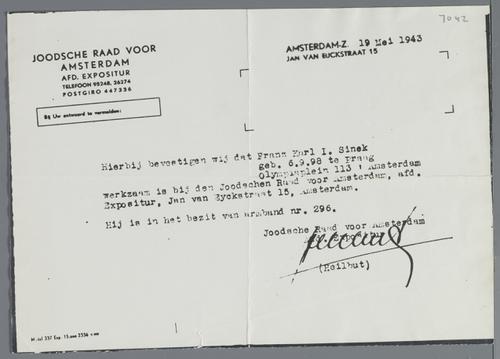 7042
JOODSCHE RAAD VOOR
AMSTERDAM
AFD. EXPOSITUR
TELEFOON 95248, 26274
POSTGIRO 447336
Bij Uw antwoord te vermelden:
AMSTERDAM-Z. 19 Mei 1943
JAN VAN EIJCKSTRAAT 15
Hierbij bevestigen wij dat Franz Karl I. Sinek
geb. 6.9.98 te Praag
Olympiaplein 113 Amsterdam
werkzaam is bij den Joodschen Raad voor Amsterdam, afd.
Expositur, Jan van Eyckstraat 15, Amsterdam.
Hij is in het bezit van armband nr. 296.
Joodsche Raad voor Amsterdam
Afd. Expositur
(Heilbut)